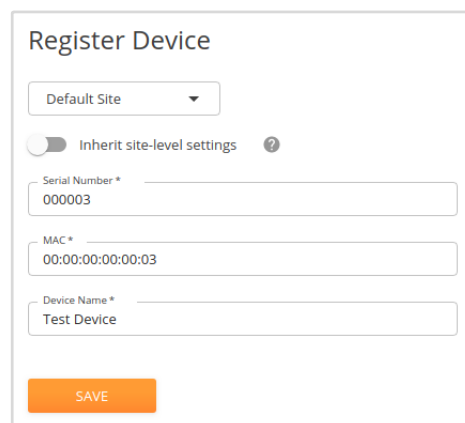 Register Device
Default Site
Inherit site-level settings ?
Serial Number *
000003
MAC *
00:00:00:00:00:03
Device Name *
Test Device
SAVE